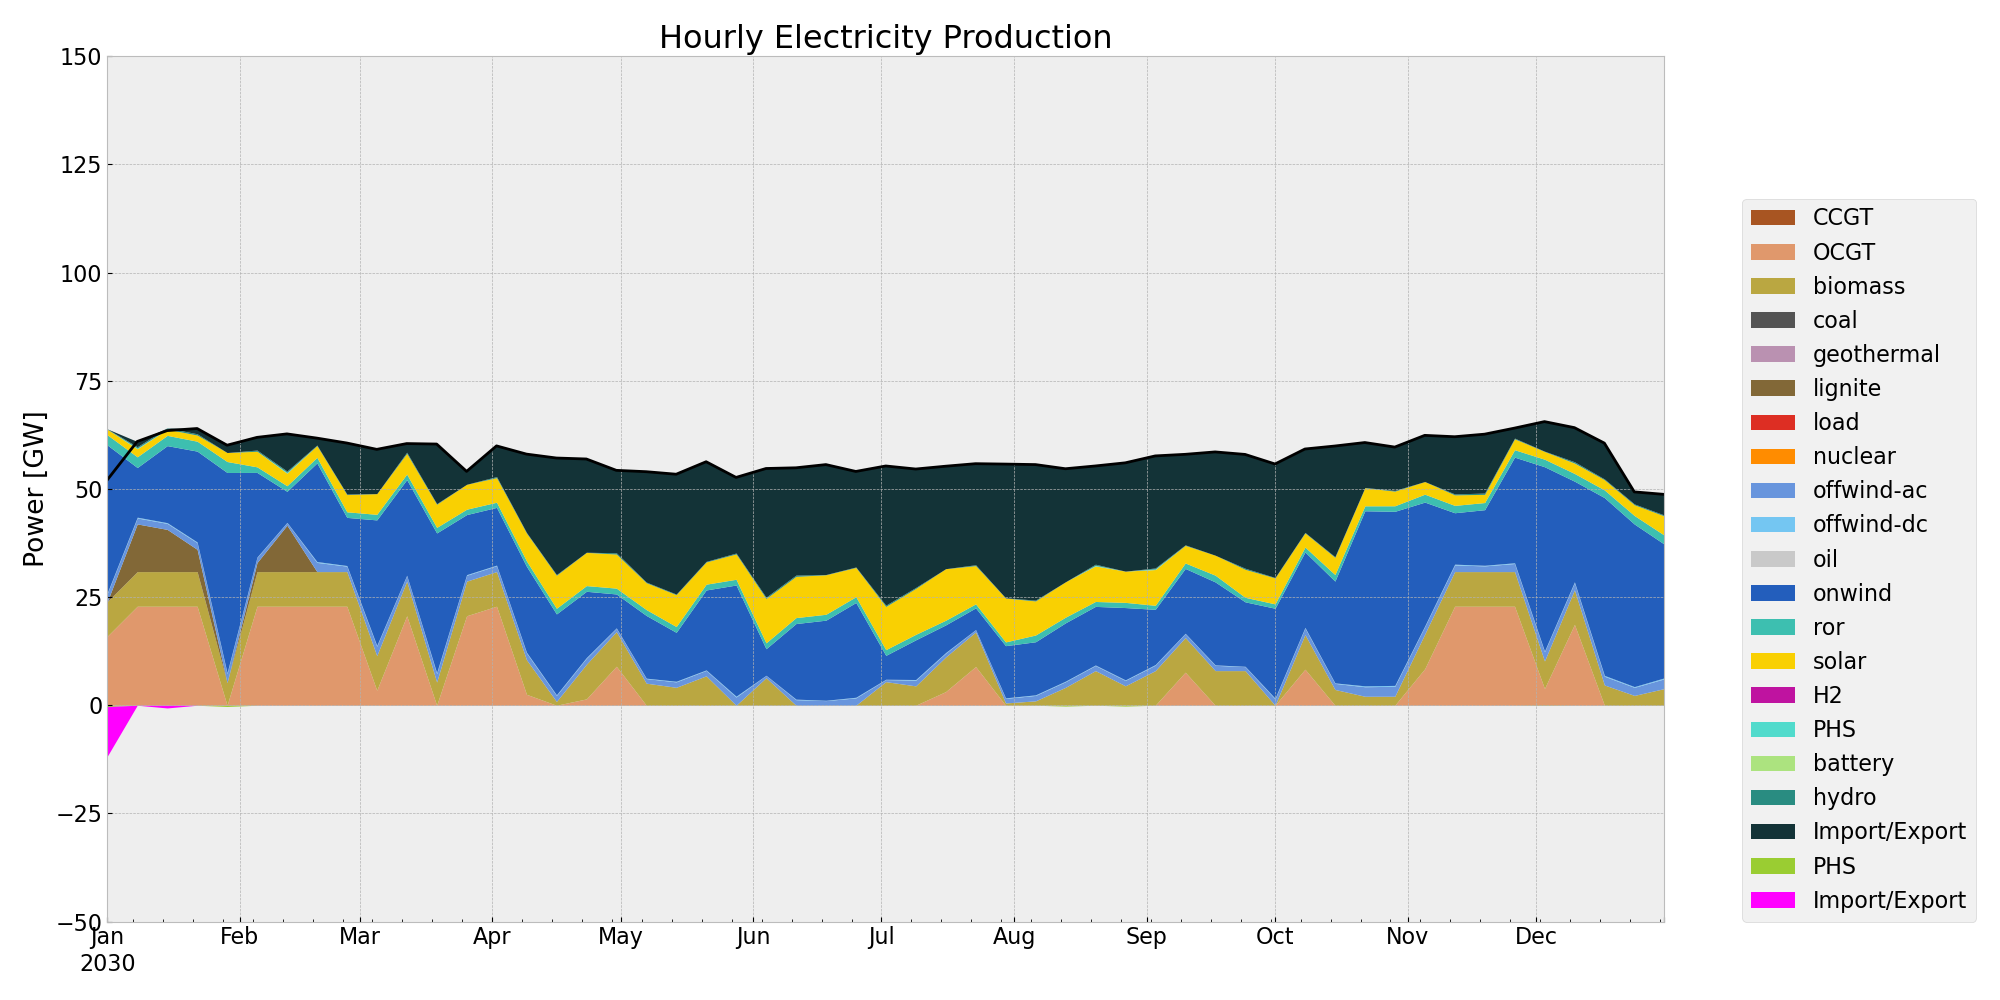 Hourly Electricity Production
Power [GW]
150
125
100
75
50
25
0
−25
−50
Jan Feb Mar Apr May Jun Jul Aug Sep Oct Nov Dec
2030
CCGT
OCGT
biomass
coal
geothermal
lignite
load
nuclear
offwind-ac
offwind-dc
oil
onwind
ror
solar
H2
PHS
battery
hydro
Import/Export
PHS
Import/Export